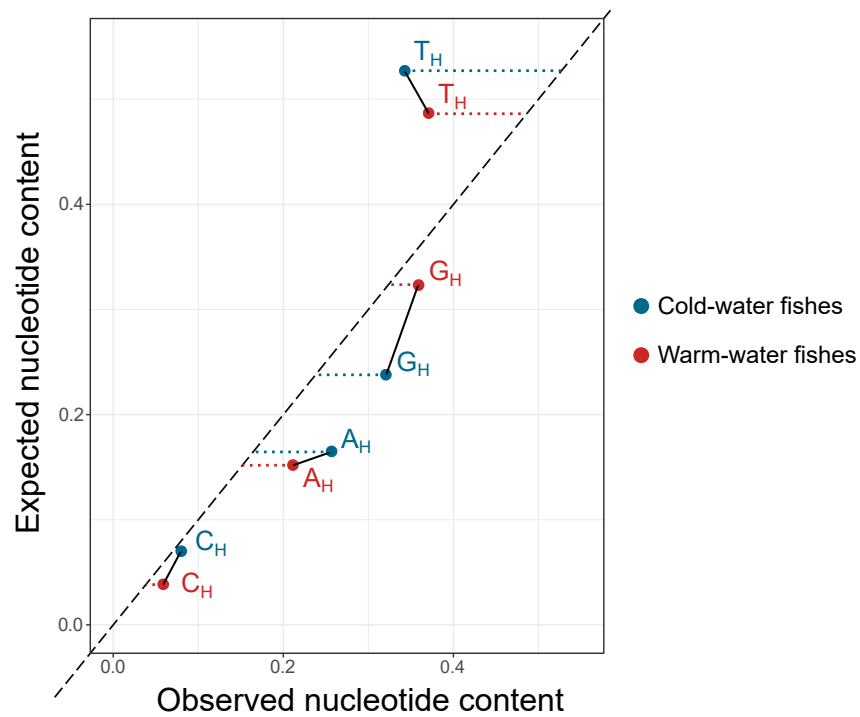 Expected nucleotide content
0.4
0.2
0.0
0.0 0.2 0.4
Observed nucleotide content
T_H
T_H
G_H
G_H
A_H
A_H
C_H
C_H
Cold-water fishes
Warm-water fishes